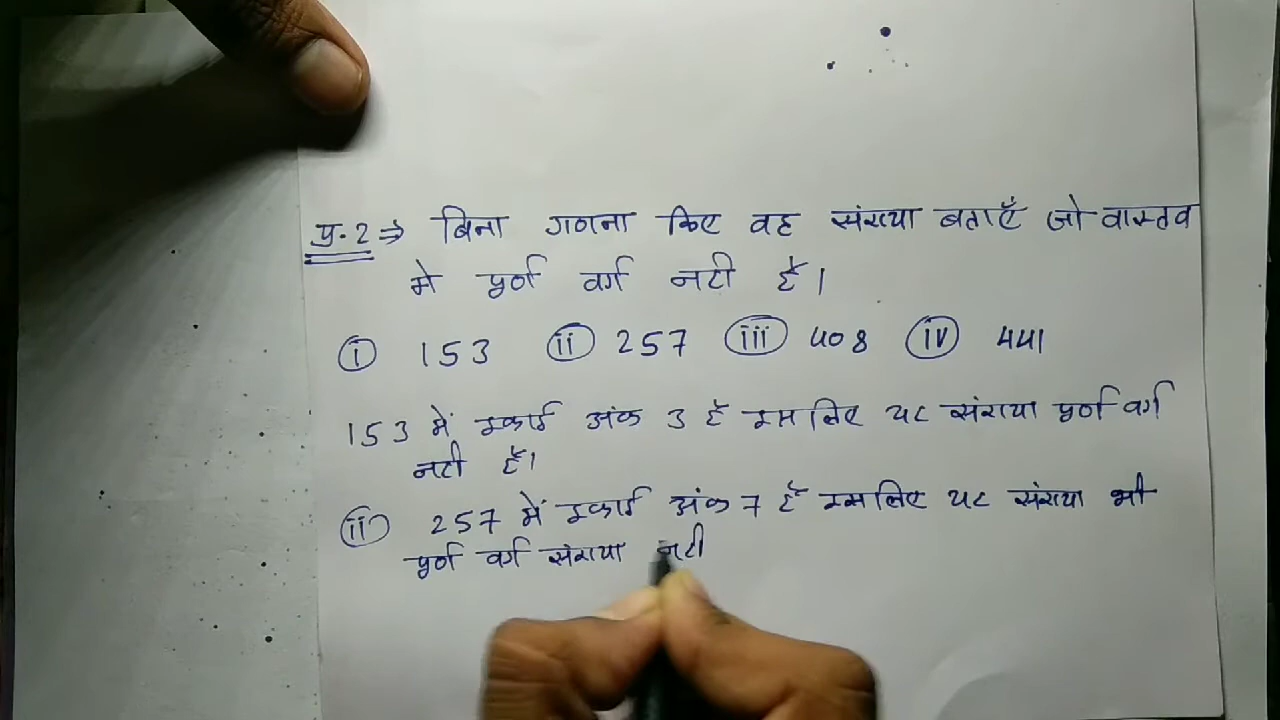 प्र.2⇒ बिना गणना किए वह संख्या बताएँ जो वास्तव
मे पूर्ण वर्ग नही है।
(i) 153 (ii) 257 (iii) 408 (iv) 441
153 में इकाई अंक 3 है इसलिए यह संख्या पूर्ण वर्ग
नही है।
(ii) 257 में इकाई अंक 7 है इसलिए यह संख्या भी
पूर्ण वर्ग संख्या नही